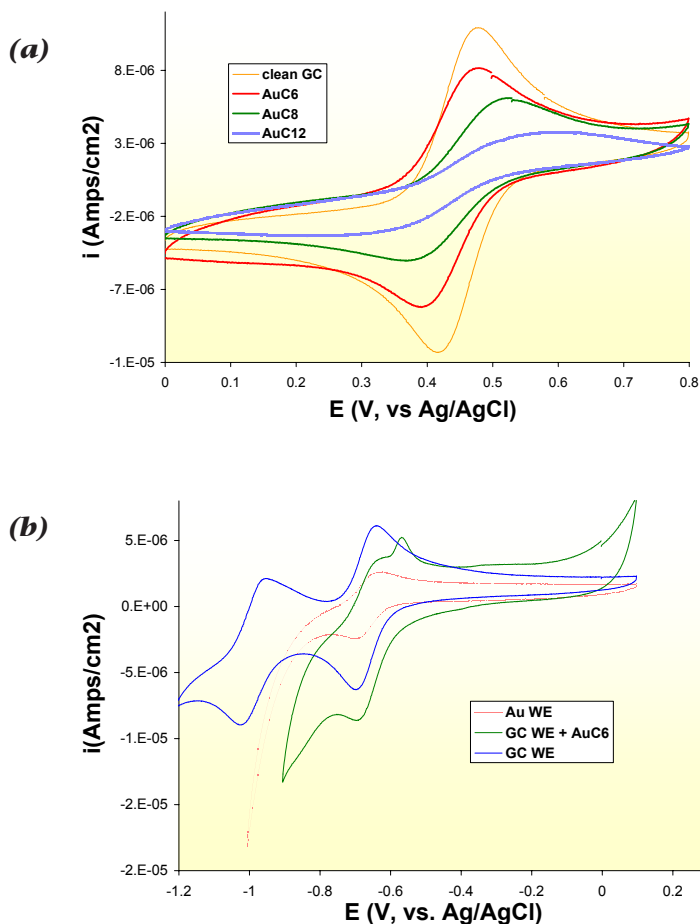 (a)
8.E-06
3.E-06
-2.E-06
-7.E-06
-1.E-05
i (Amps/cm2)
clean GC
AuC6
AuC8
AuC12
0 0.1 0.2 0.3 0.4 0.5 0.6 0.7 0.8
E (V, vs Ag/AgCl)
(b)
5.E-06
0.E+00
-5.E-06
-1.E-05
-2.E-05
-2.E-05
i(Amps/cm2)
Au WE
GC WE + AuC6
GC WE
-1.2 -1 -0.8 -0.6 -0.4 -0.2 0 0.2
E (V, vs. Ag/AgCl)